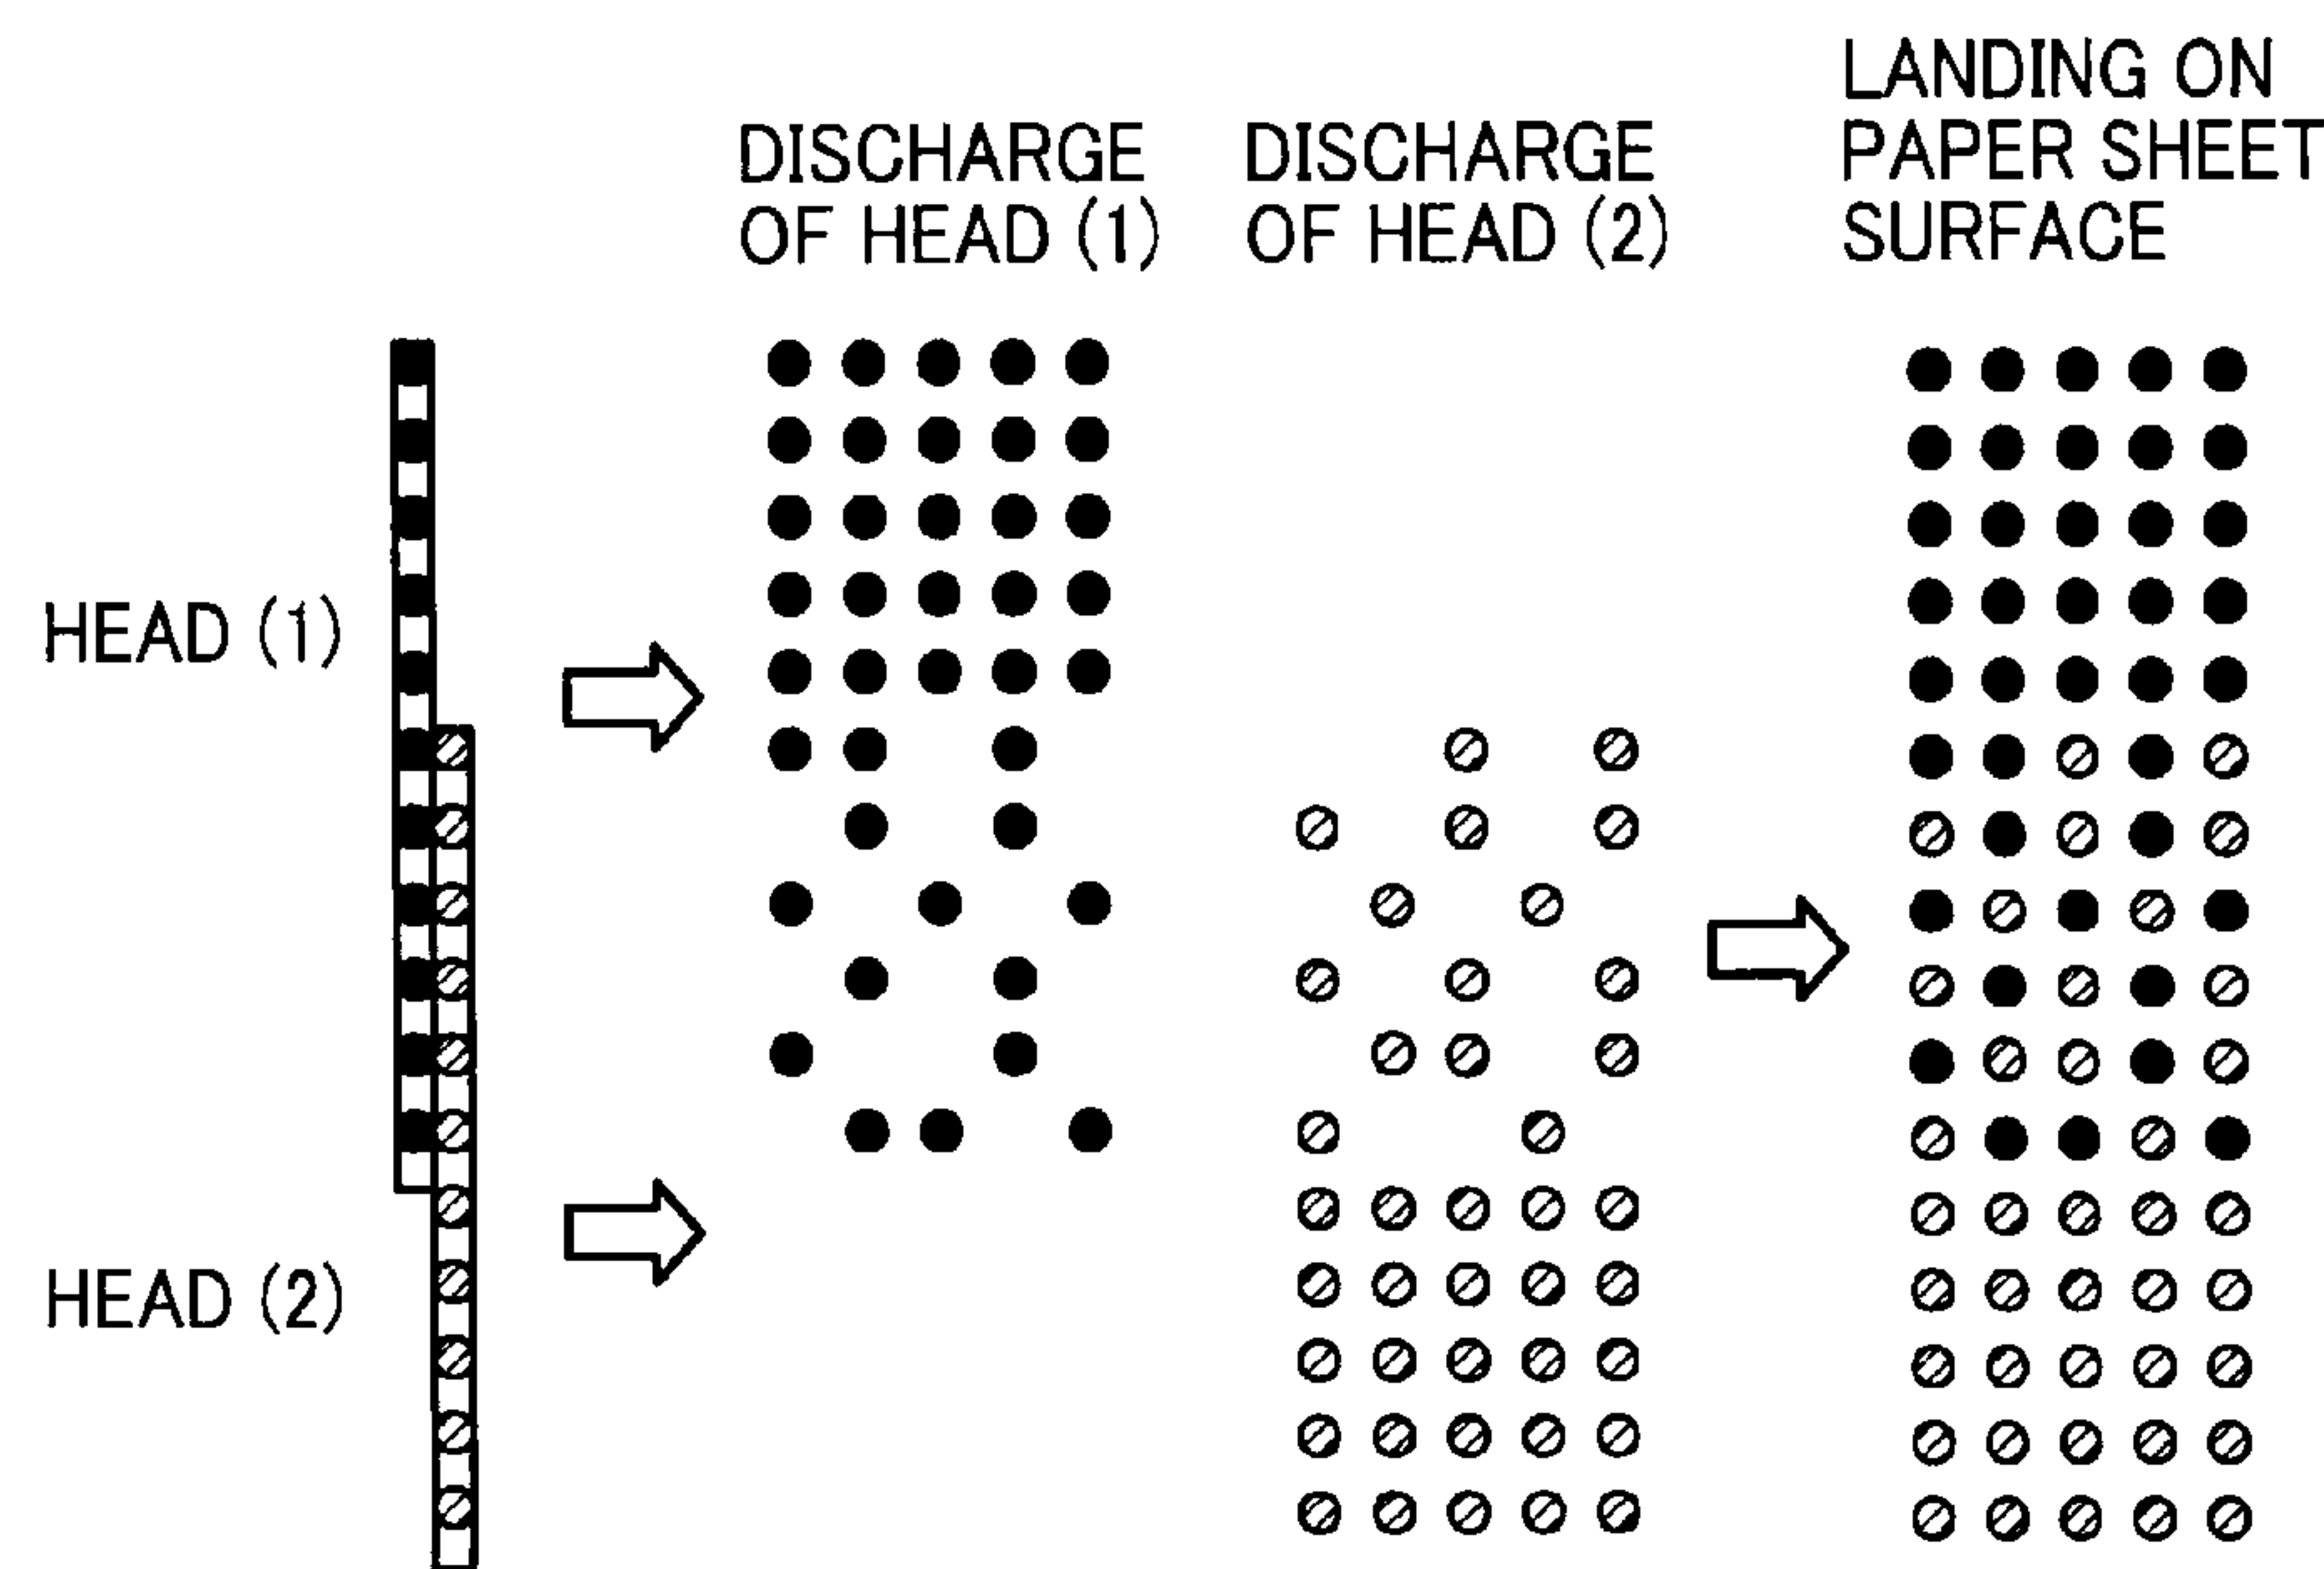 DISCHARGE
OF HEAD (1)
DISCHARGE
OF HEAD (2)
LANDING ON
PAPER SHEET
SURFACE
HEAD (1)
HEAD (2)